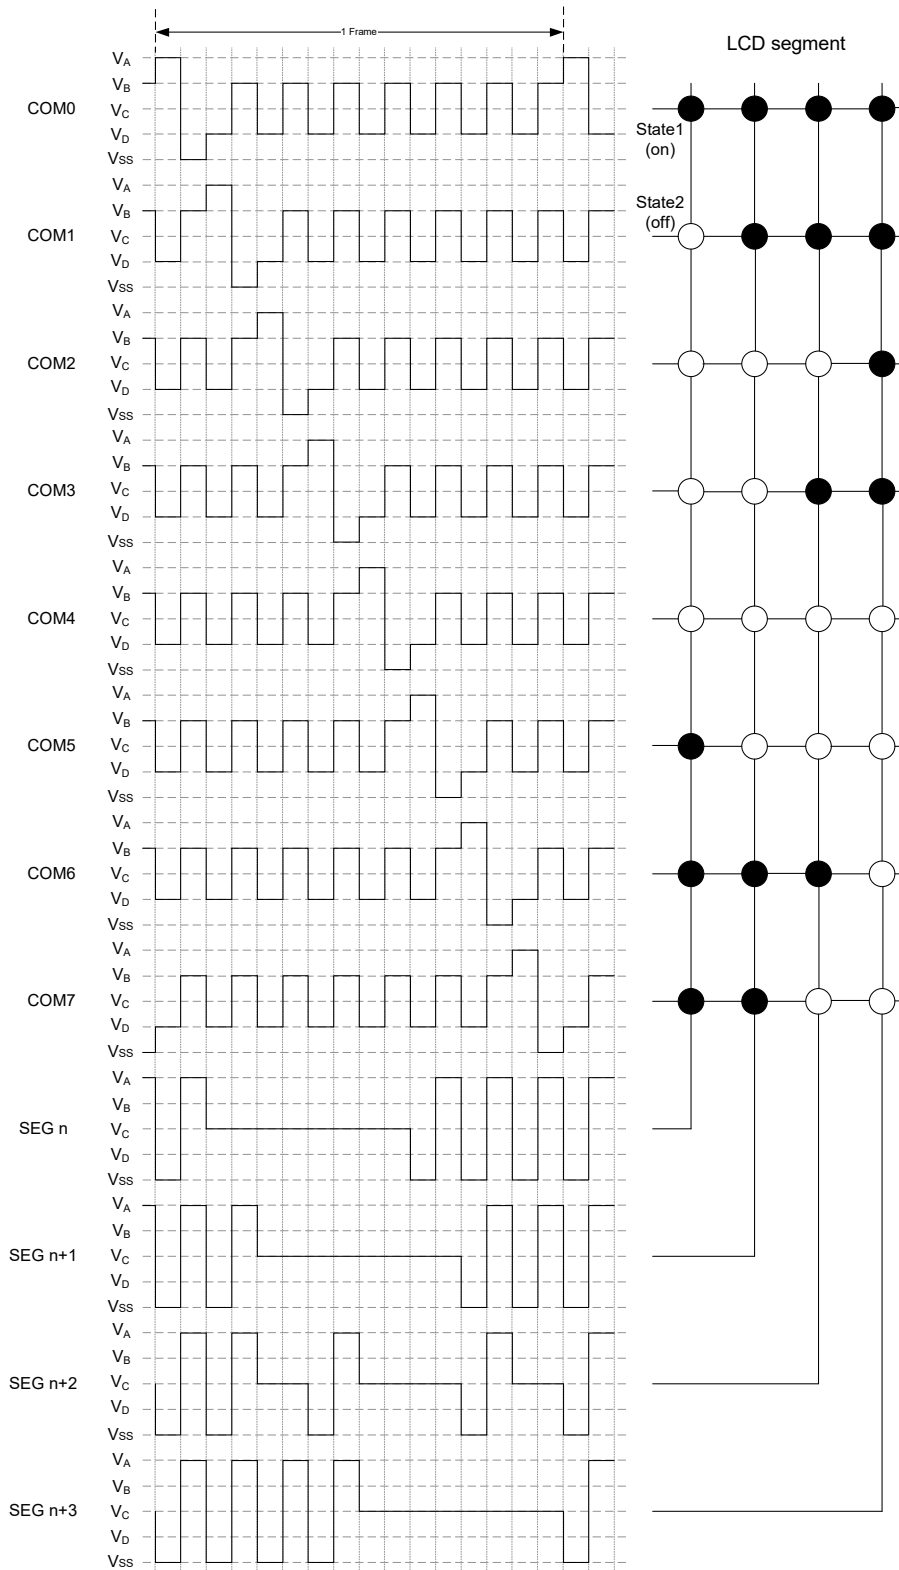 1 Frame
LCD segment
COM0
VA
VB
VC
VD
VSS
State1
(on)
COM1
VA
VB
VC
VD
VSS
State2
(off)
COM2
VA
VB
VC
VD
VSS
COM3
VA
VB
VC
VD
VSS
COM4
VA
VB
VC
VD
VSS
COM5
VA
VB
VC
VD
VSS
COM6
VA
VB
VC
VD
VSS
COM7
VA
VB
VC
VD
VSS
SEG n
VA
VB
VC
VD
VSS
SEG n+1
VA
VB
VC
VD
VSS
SEG n+2
VA
VB
VC
VD
VSS
SEG n+3
VA
VB
VC
VD
VSS